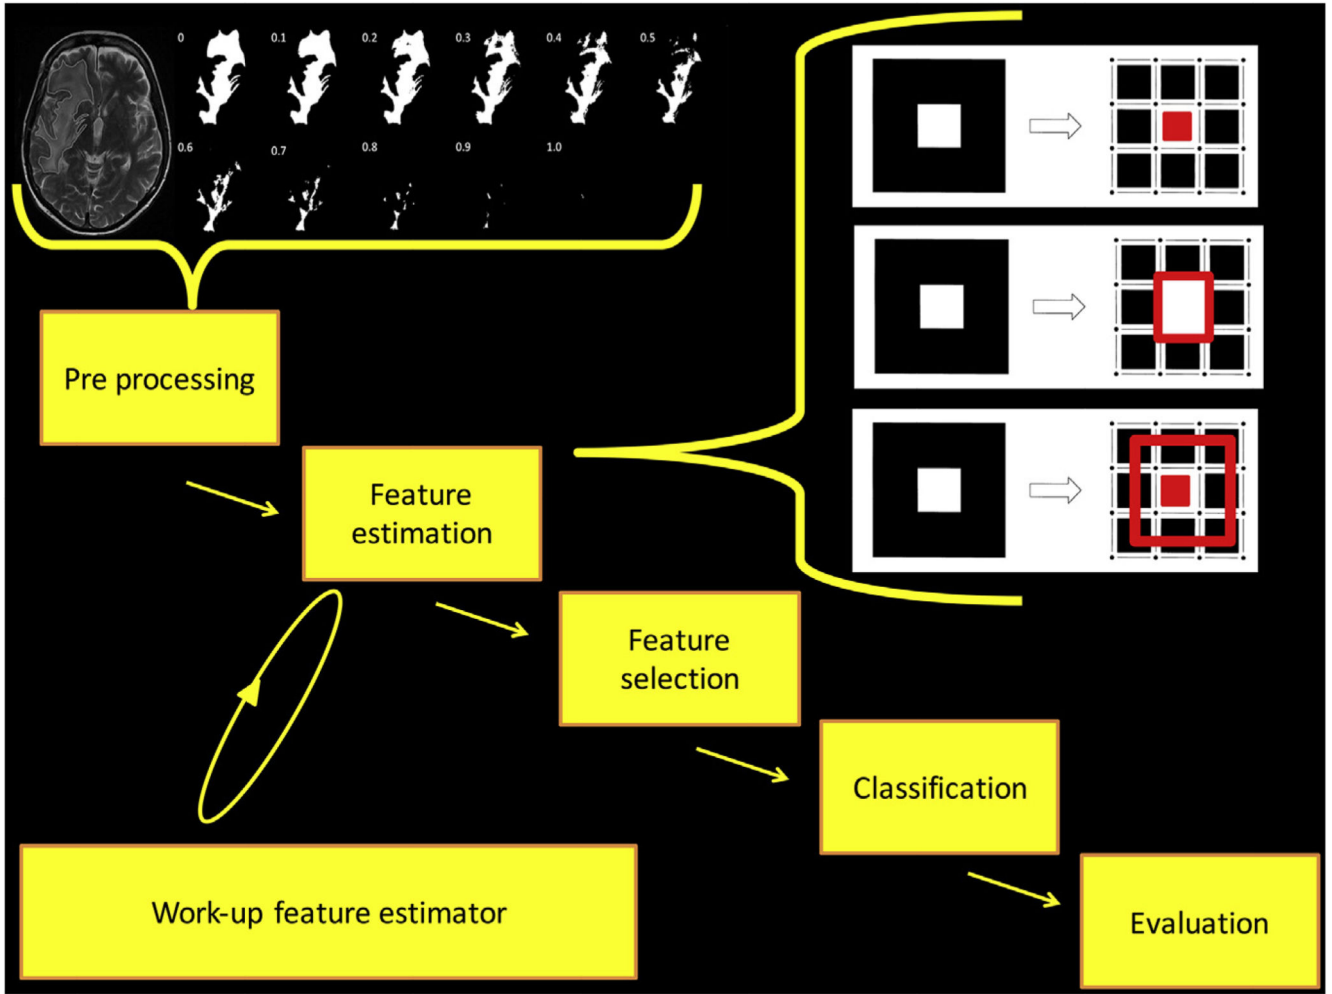 0 0.1 0.2 0.3 0.4 0.5
0.6 0.7 0.8 0.9 1.0
Pre processing
Feature
estimation
Feature
selection
Classification
Work-up feature estimator
Evaluation